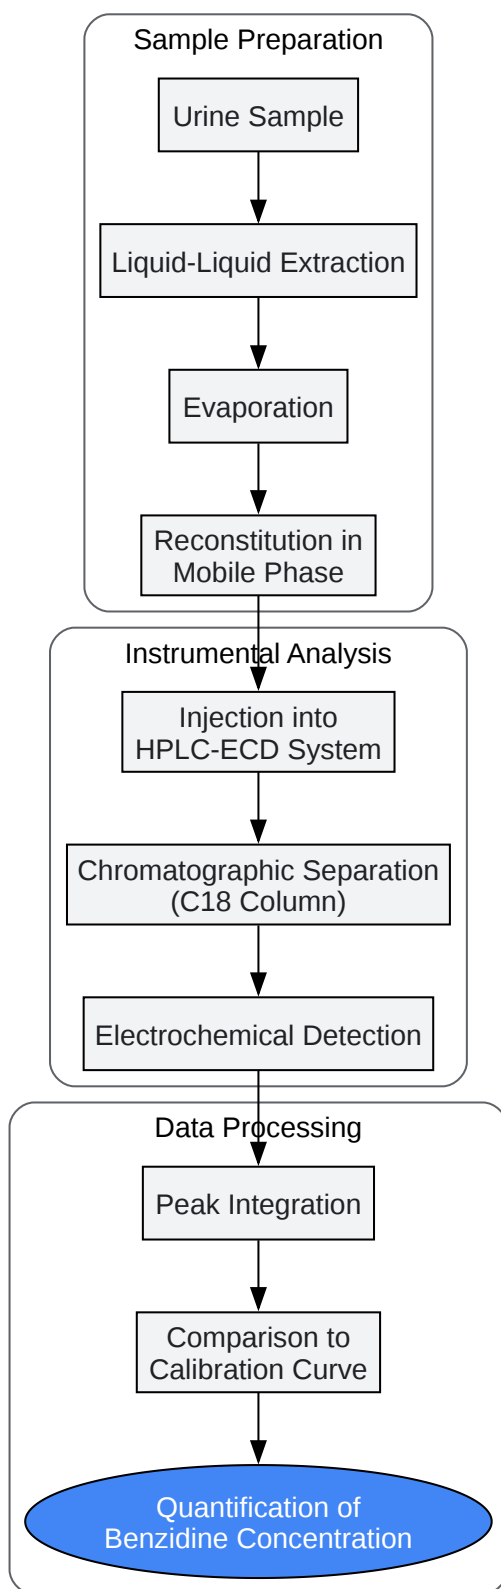 Sample Preparation
Urine Sample
Liquid-Liquid Extraction
Evaporation
Reconstitution in
Mobile Phase
Instrumental Analysis
Injection into
HPLC-ECD System
Chromatographic Separation
(C18 Column)
Electrochemical Detection
Data Processing
Peak Integration
Comparison to
Calibration Curve
Quantification of
Benzidine Concentration